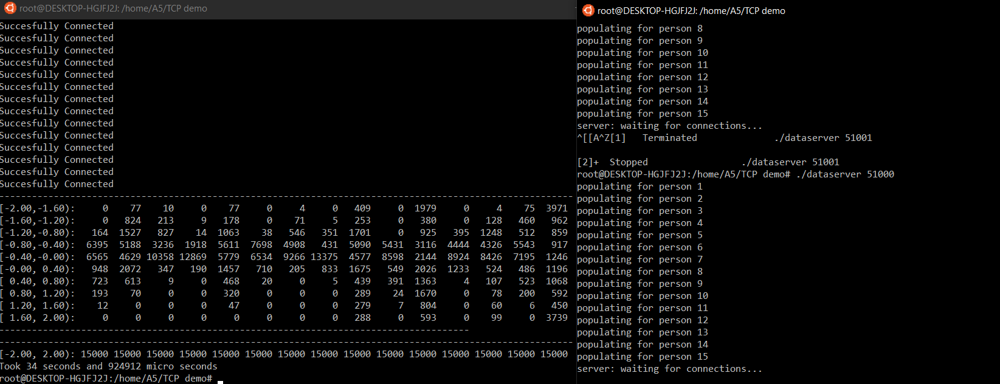 root@DESKTOP-HGJFJ2J: /home/A5/TCP demo
Succesfully Connected
Succesfully Connected
Succesfully Connected
Succesfully Connected
Succesfully Connected
Succesfully Connected
Succesfully Connected
Succesfully Connected
Succesfully Connected
Succesfully Connected
Succesfully Connected
Succesfully Connected
Succesfully Connected
Succesfully Connected
---------------------------------------------------------------------------------------------------------
[-2.00,-1.60): 0 77 10 0 77 0 4 0 409 0 1979 0 4 75 3971
[-1.60,-1.20): 0 824 213 9 178 0 71 5 253 0 380 0 128 460 962
[-1.20,-0.80): 164 1527 827 14 1063 38 546 351 1701 0 925 395 1248 512 859
[-0.80,-0.40): 6395 5188 3236 1918 5611 7698 4908 431 5090 5431 3116 4444 4326 5543 917
[-0.40,-0.00): 6565 4629 10358 12869 5779 6534 9266 13375 4577 8598 2144 8924 8426 7195 1246
[-0.00, 0.40): 948 2072 347 190 1457 710 205 833 1675 549 2026 1233 524 486 1196
[ 0.40, 0.80): 723 613 9 0 468 20 0 5 439 391 1363 4 107 523 1068
[ 0.80, 1.20): 193 70 0 0 320 0 0 0 289 24 1670 0 78 200 592
[ 1.20, 1.60): 12 0 0 0 47 0 0 0 279 7 804 0 60 6 450
[ 1.60, 2.00): 0 0 0 0 0 0 0 0 288 0 593 0 99 0 3739
--------------------------------------------------------------------------------------
---------------------------------------------------------------------------------------------------------
[-2.00, 2.00): 15000 15000 15000 15000 15000 15000 15000 15000 15000 15000 15000 15000 15000 15000 15000
Took 34 seconds and 924912 micro seconds
root@DESKTOP-HGJFJ2J:/home/A5/TCP demo#
root@DESKTOP-HGJFJ2J: /home/A5/TCP demo
populating for person 8
populating for person 9
populating for person 10
populating for person 11
populating for person 12
populating for person 13
populating for person 14
populating for person 15
server: waiting for connections...
^[[A^Z[1]   Terminated              ./dataserver 51001
[2]+  Stopped                 ./dataserver 51001
root@DESKTOP-HGJFJ2J:/home/A5/TCP demo# ./dataserver 51000
populating for person 1
populating for person 2
populating for person 3
populating for person 4
populating for person 5
populating for person 6
populating for person 7
populating for person 8
populating for person 9
populating for person 10
populating for person 11
populating for person 12
populating for person 13
populating for person 14
populating for person 15
server: waiting for connections...